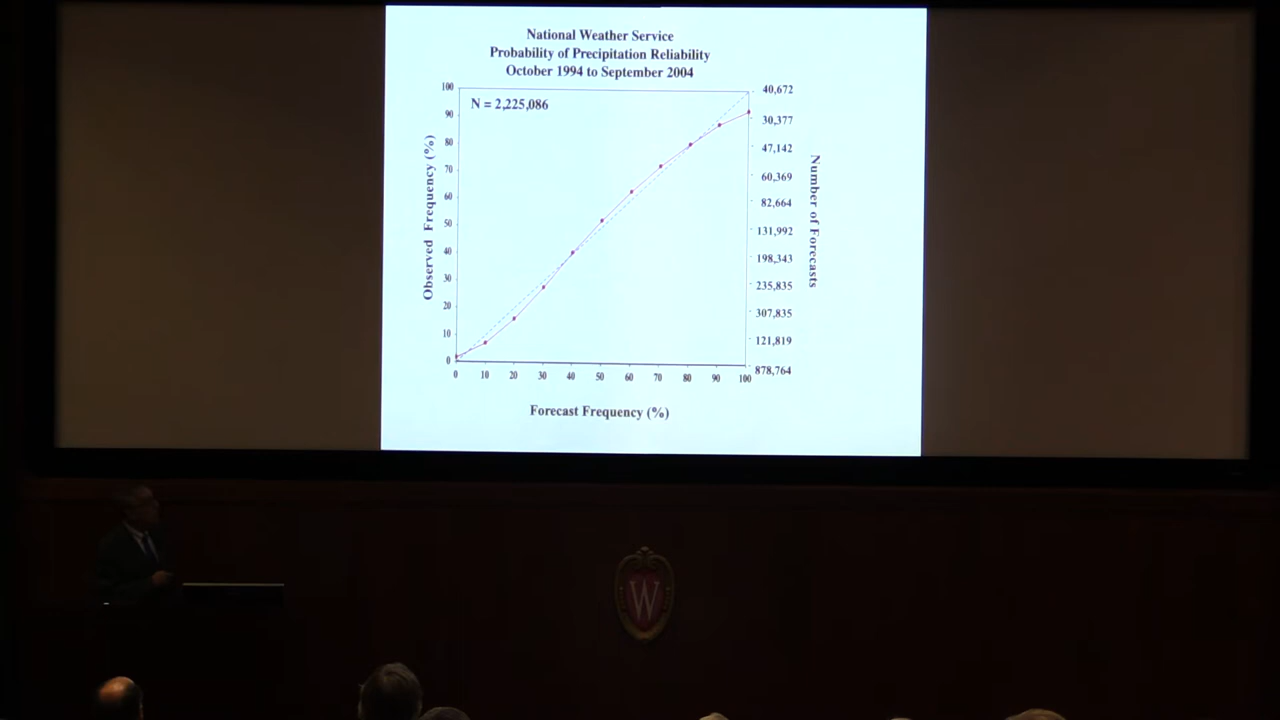 National Weather Service
Probability of Precipitation Reliability
October 1994 to September 2004
N = 2,225,086
Observed Frequency (%)
100
90
80
70
60
50
40
30
20
10
0
0 10 20 30 40 50 60 70 80 90 100
Forecast Frequency (%)
40,672
30,377
47,142
60,369
82,664
131,992
198,343
235,835
307,835
121,819
878,764
Number of Forecasts
W